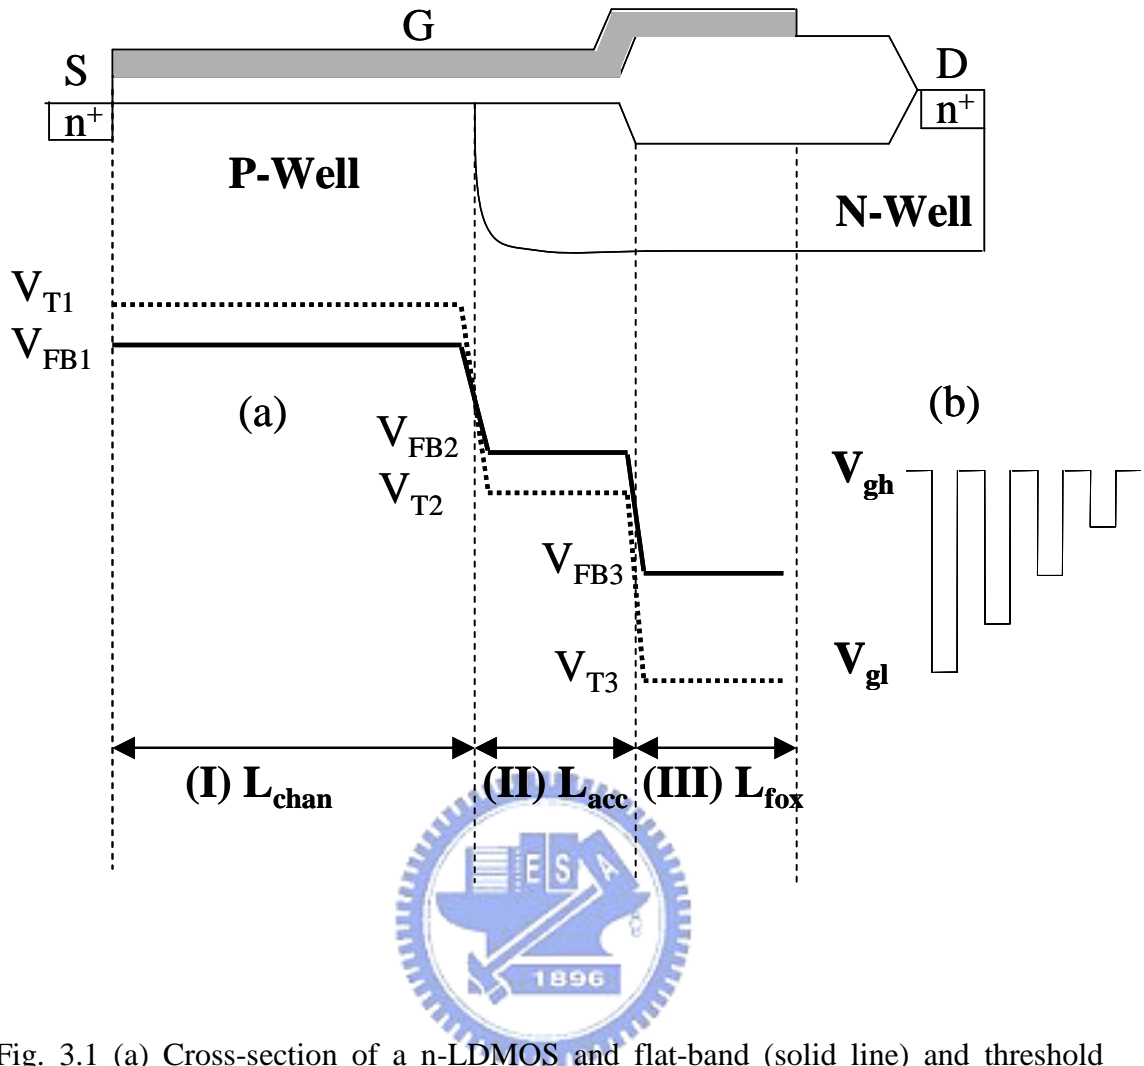 G
S
D
n+
n+
P-Well
N-Well
VT1
VFB1
(a)
(b)
VFB2
Vgh
VT2
VFB3
VT3
Vgl
(I) Lchan
(II) Lacc
(III) Lfox
E S A
1896
Fig. 3.1 (a) Cross-section of a n-LDMOS and flat-band (solid line) and threshold